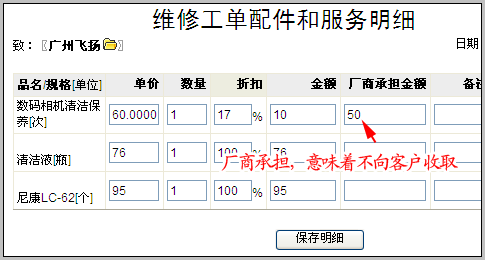 维修工单配件和服务明细
致：〖广州飞扬〗 日期
品名/规格[单位] 单价 数量 折扣 金额 厂商承担金额 备注
数码相机清洁保养[次] 60.0000 1 17 % 10 50
清洁液[瓶] 76 1 100 % 76
厂商承担，意味着不向客户收取
尼康LC-62[个] 95 1 100 % 95
保存明细